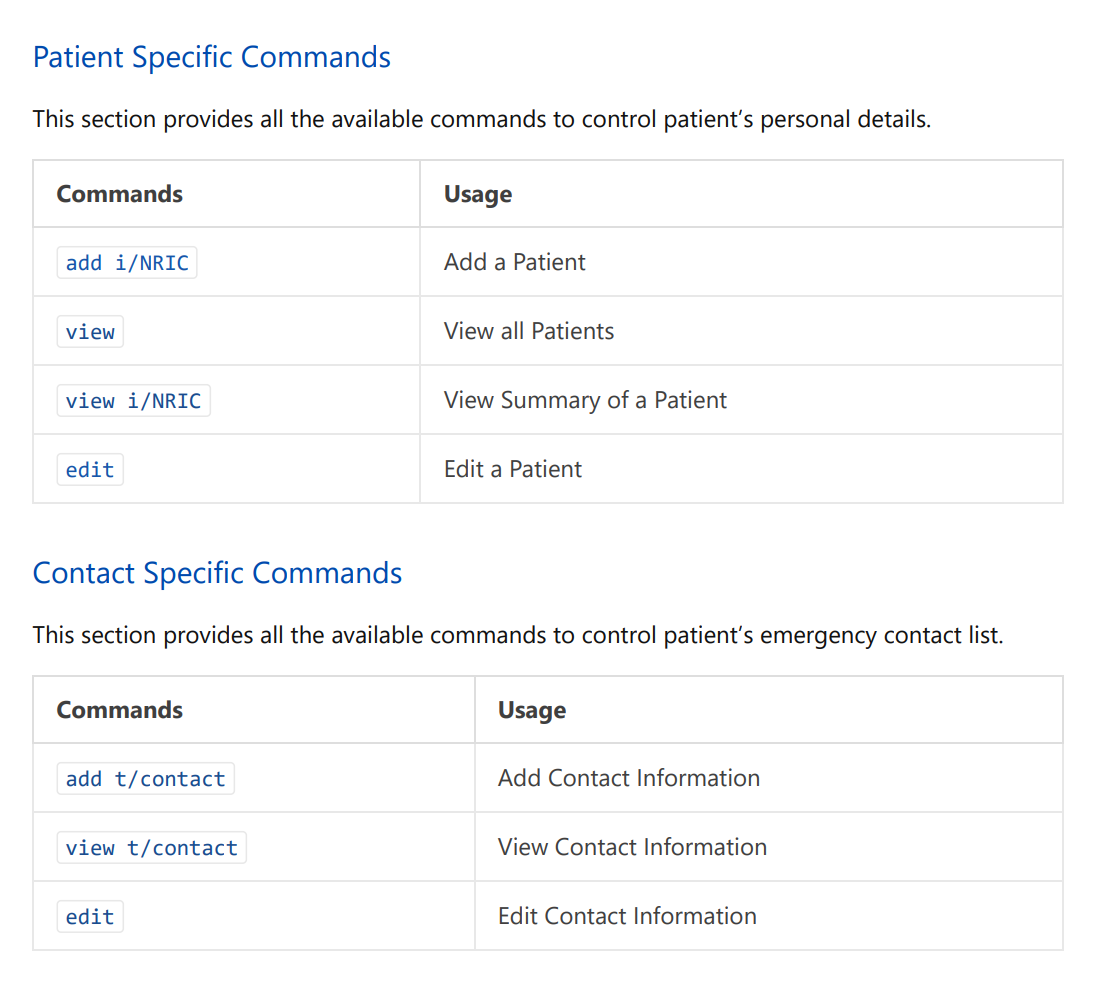 Patient Specific Commands
This section provides all the available commands to control patient’s personal details.
Commands Usage
add i/NRIC Add a Patient
view View all Patients
view i/NRIC View Summary of a Patient
edit Edit a Patient
Contact Specific Commands
This section provides all the available commands to control patient’s emergency contact list.
Commands Usage
add t/contact Add Contact Information
view t/contact View Contact Information
edit Edit Contact Information